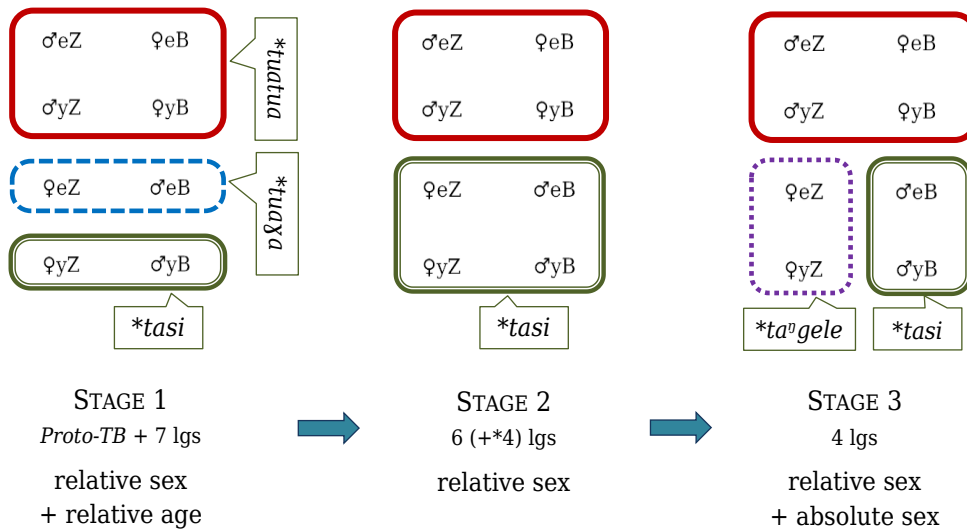 ♂eZ ♀eB
♂yZ ♀yB
*tuatua
♀eZ ♂eB
*tuaɣa
♀yZ ♂yB
*tasi
STAGE 1
Proto-TB + 7 lgs
relative sex
+ relative age
♂eZ ♀eB
♂yZ ♀yB
♀eZ ♂eB
♀yZ ♂yB
*tasi
STAGE 2
6 (+*4) lgs
relative sex
♂eZ ♀eB
♂yZ ♀yB
♀eZ ♂eB
♀yZ ♂yB
*taᵑgele *tasi
STAGE 3
4 lgs
relative sex
+ absolute sex